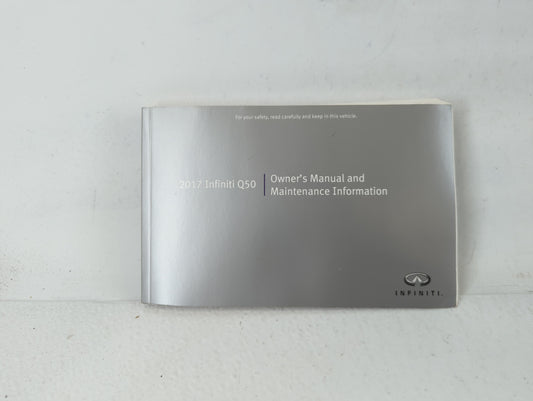 For your safety, read carefully and keep in this vehicle.
2017 Infiniti Q50
Owner's Manual and
Maintenance Information
INFINITI.